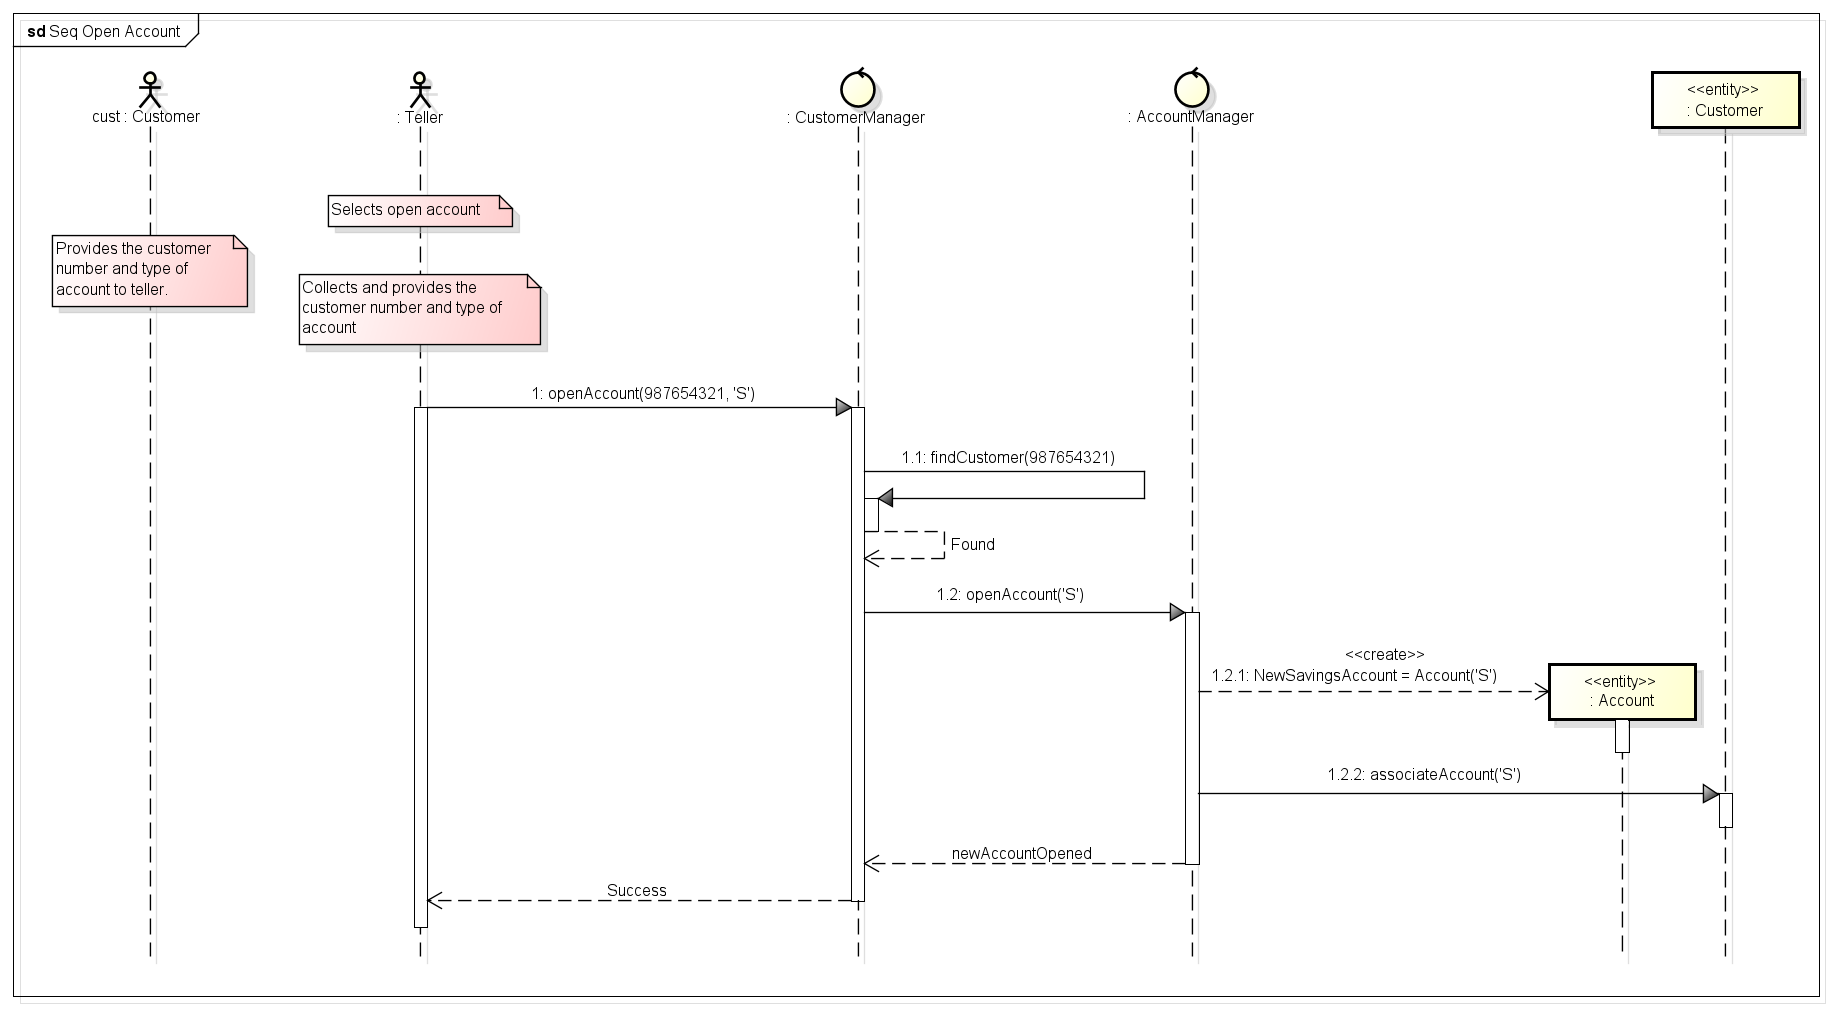 sd Seq Open Account
cust : Customer
: Teller
: CustomerManager
: AccountManager
<<entity>>
: Customer
Selects open account
Provides the customer
number and type of
account to teller.
Collects and provides the
customer number and type of
account
1: openAccount(987654321, 'S')
1.1: findCustomer(987654321)
Found
1.2: openAccount('S')
<<create>>
1.2.1: NewSavingsAccount = Account('S')
<<entity>>
: Account
1.2.2: associateAccount('S')
newAccountOpened
Success